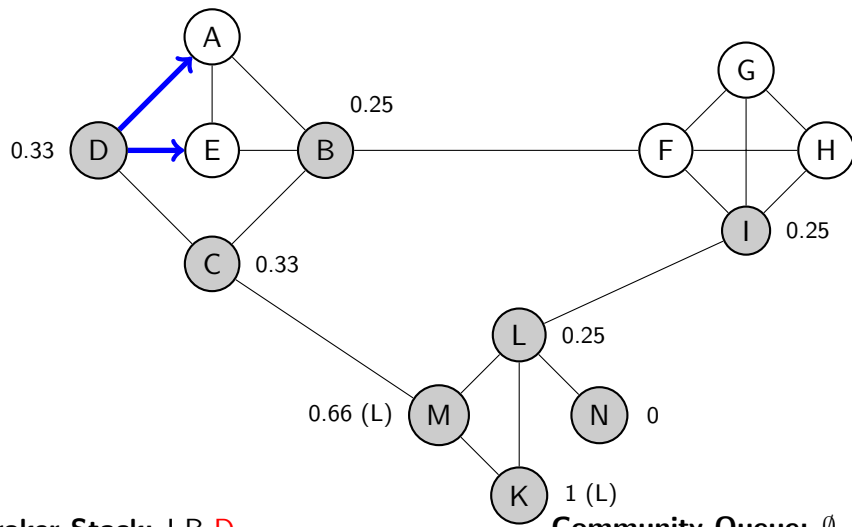 A
G
0.25
0.33 D E B F H
I 0.25
C 0.33
L 0.25
0.66 (L) M N 0
K 1 (L)
Community Queue: ∅